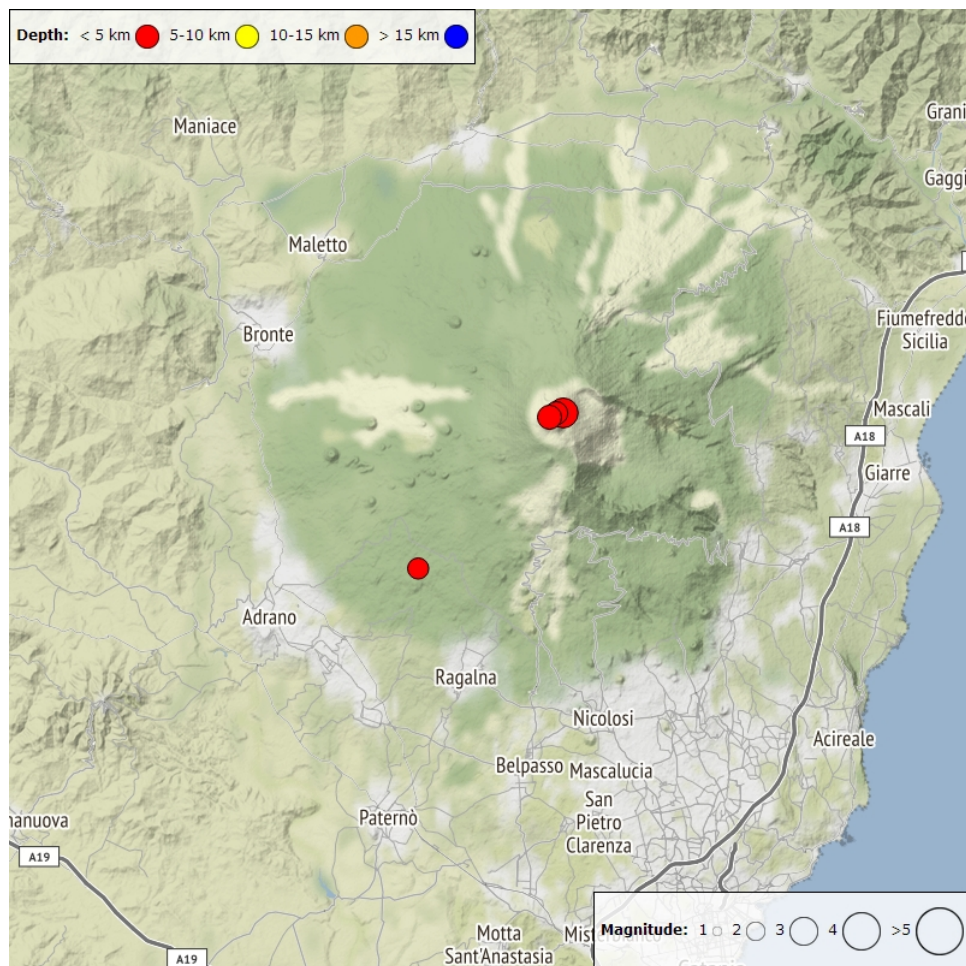 Depth: < 5 km 5-10 km 10-15 km > 15 km
Maniace
Grani
Gaggi
Maletto
Bronte
Fiumefreddo
Sicilia
Mascali
A18
Giarre
A18
Adrano
Ragalna
Nicolosi
Acireale
Belpasso
Mascalucia
San
Pietro
Clarenza
Paternò
nanuova
A19
Magnitude: 1 2 3 4 >5
Motta
Sant'Anastasia
A19